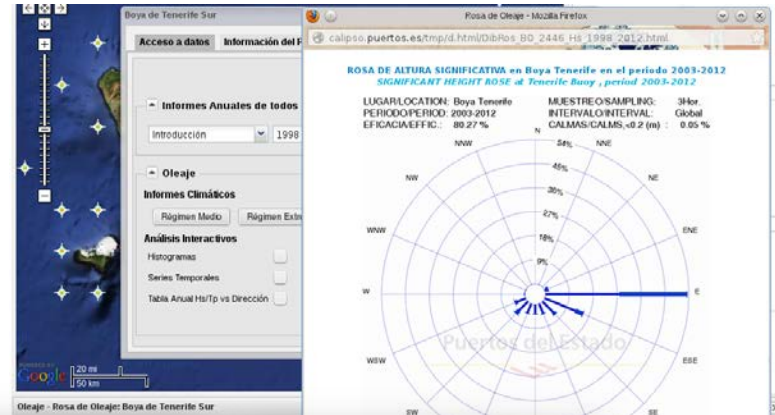 Boya de Tenerife Sur
Acceso a datos
Información del P
Informes Anuales de todos
Introducción
1998
Oleaje
Informes Climáticos
Régimen Medio
Régimen Extre
Análisis Interactivos
Histogramas
Series Temporales
Tabla Anual Hs/Tp vs Dirección
20 mi
50 km
Oleaje - Rosa de Oleaje: Boya de Tenerife Sur
Rosa de Oleaje - Mozilla Firefox
calipso.puertos.es/tmp/d.html/DibRos_BO_2446_Hs_1998_2012.html
ROSA DE ALTURA SIGNIFICATIVA en Boya Tenerife en el periodo 2003-2012
SIGNIFICANT HEIGHT ROSE at Tenerife Buoy , period 2003-2012
LUGAR/LOCATION: Boya Tenerife MUESTREO/SAMPLING: 3Hor.
PERIODO/PERIOD: 2003-2012 INTERVALO/INTERVAL: Global
EFICACIA/EFFIC.: 80.27 % CALMAS/CALMS,<0.2 (m) : 0.05 %
N
NNW
54%
NNE
45%
NW
NE
27%
WNW
ENE
18%
9%
W
E
Puertos del Estado
WSW
ESE
SW
SE
Google